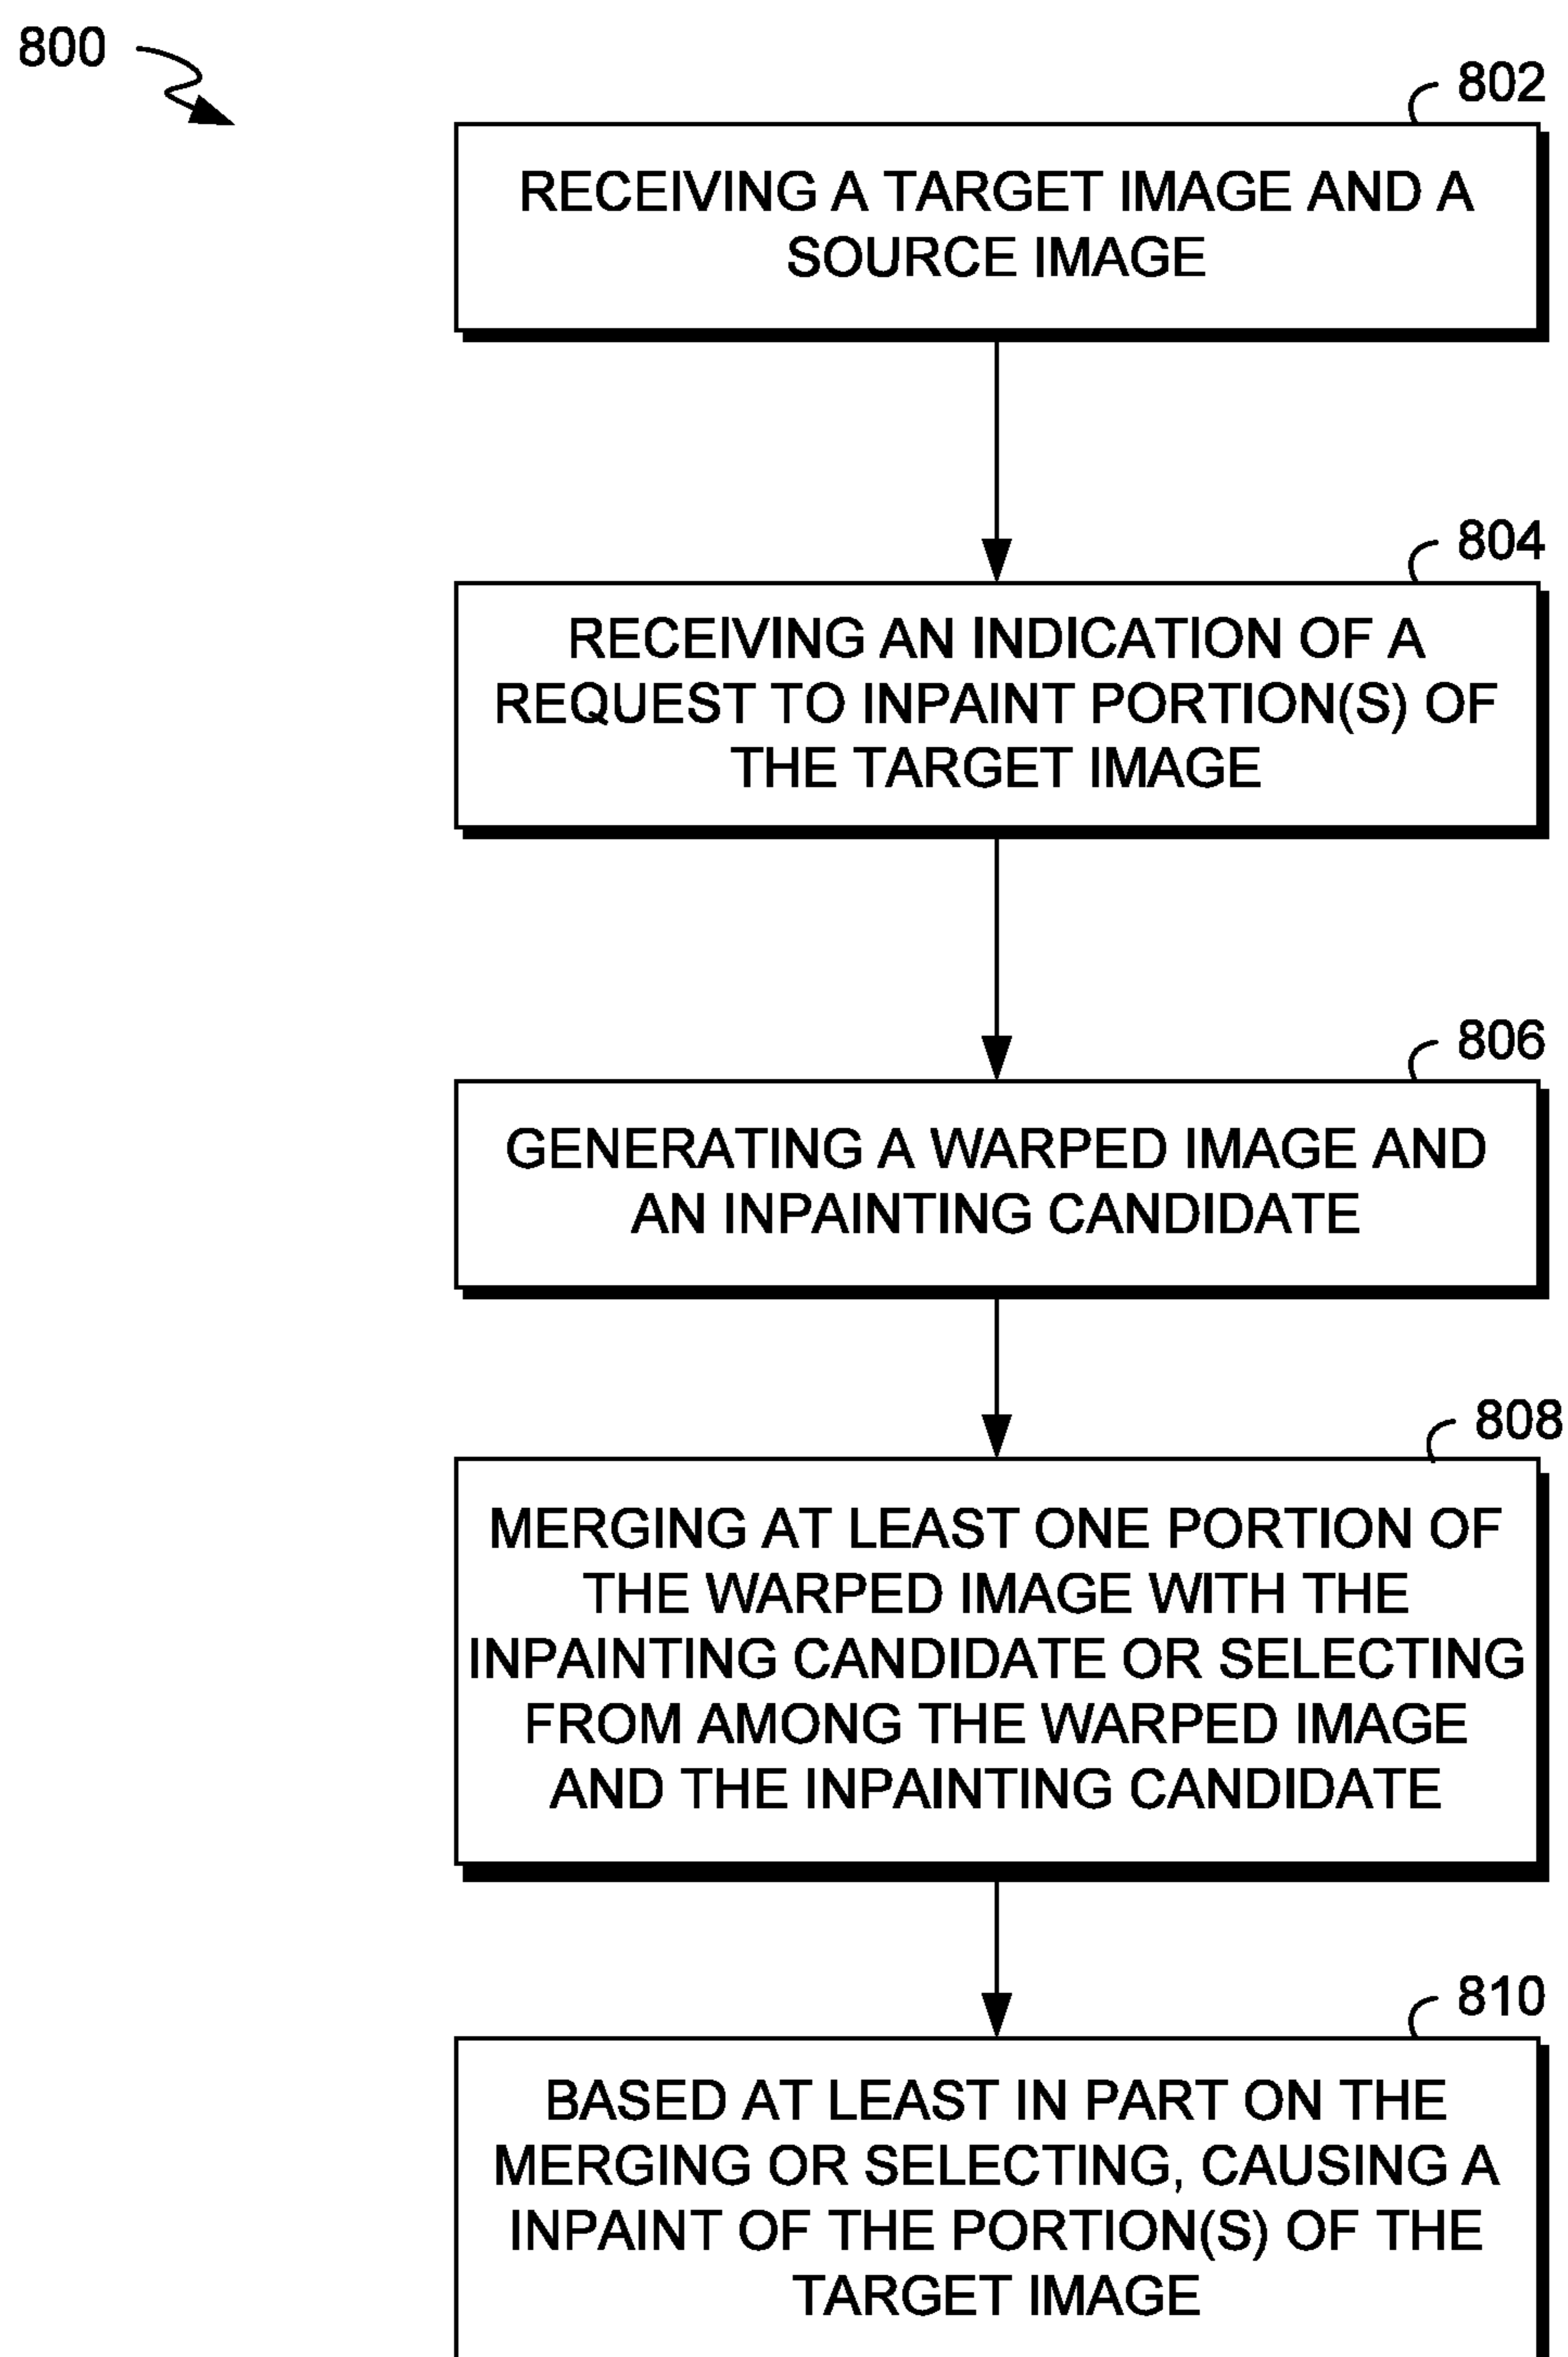 800
802
RECEIVING A TARGET IMAGE AND A
SOURCE IMAGE
804
RECEIVING AN INDICATION OF A
REQUEST TO INPAINT PORTION(S) OF
THE TARGET IMAGE
806
GENERATING A WARPED IMAGE AND
AN INPAINTING CANDIDATE
808
MERGING AT LEAST ONE PORTION OF
THE WARPED IMAGE WITH THE
INPAINTING CANDIDATE OR SELECTING
FROM AMONG THE WARPED IMAGE
AND THE INPAINTING CANDIDATE
810
BASED AT LEAST IN PART ON THE
MERGING OR SELECTING, CAUSING A
INPAINT OF THE PORTION(S) OF THE
TARGET IMAGE